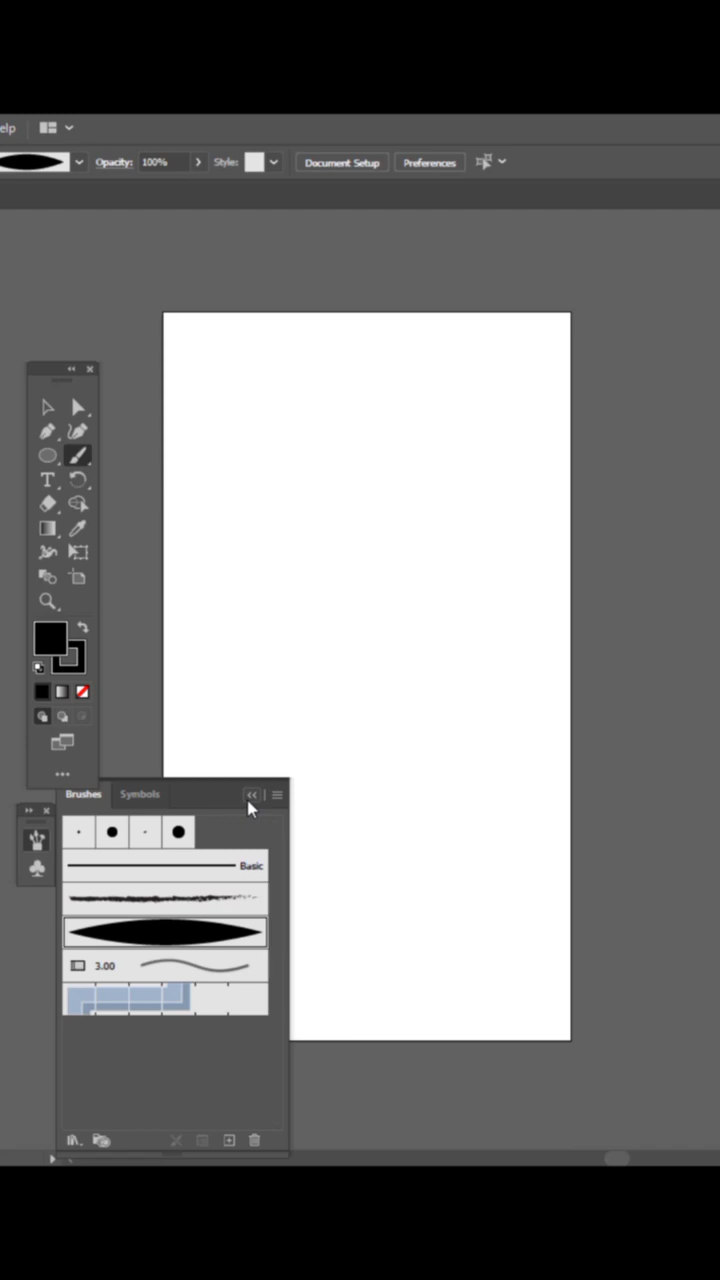 elp
Opacity: 100% Style: Document Setup Preferences
T
Brushes Symbols
Basic
3.00